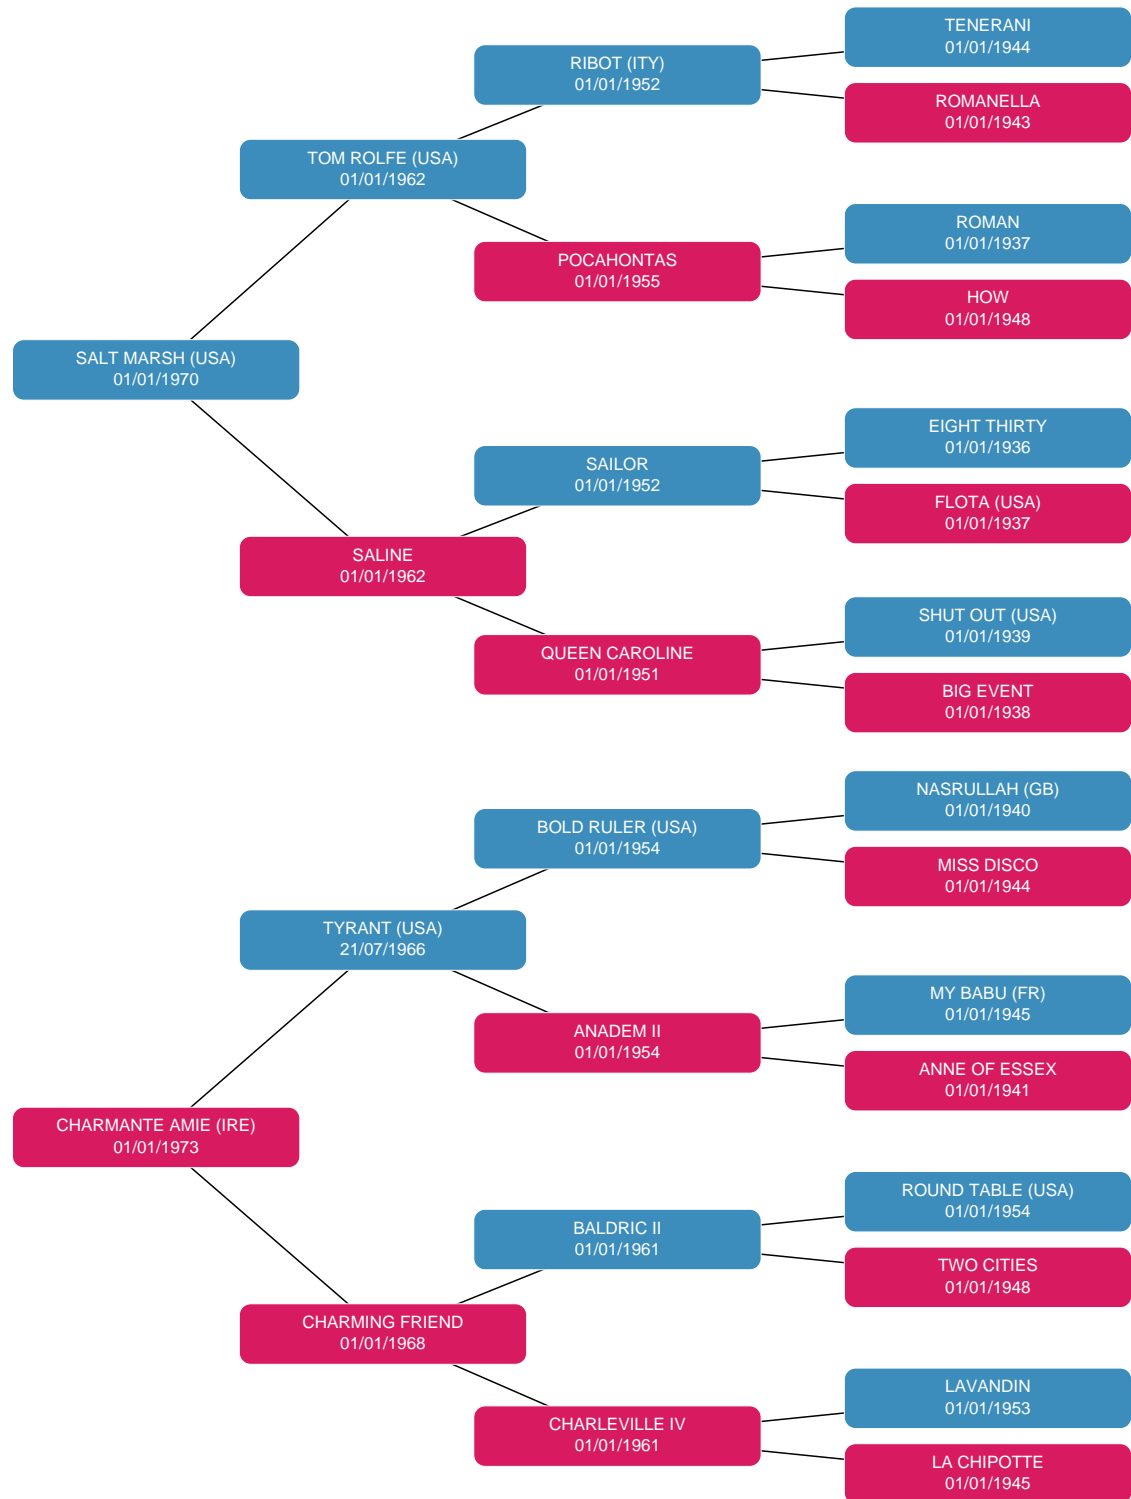 TENERANI
01/01/1944
RIBOT (ITY)
01/01/1952
ROMANELLA
01/01/1943
TOM ROLFE (USA)
01/01/1962
ROMAN
01/01/1937
POCAHONTAS
01/01/1955
HOW
01/01/1948
SALT MARSH (USA)
01/01/1970
EIGHT THIRTY
01/01/1936
SAILOR
01/01/1952
FLOTA (USA)
01/01/1937
SALINE
01/01/1962
SHUT OUT (USA)
01/01/1939
QUEEN CAROLINE
01/01/1951
BIG EVENT
01/01/1938
NASRULLAH (GB)
01/01/1940
BOLD RULER (USA)
01/01/1954
MISS DISCO
01/01/1944
TYRANT (USA)
21/07/1966
MY BABU (FR)
01/01/1945
ANADEM II
01/01/1954
ANNE OF ESSEX
01/01/1941
CHARMANTE AMIE (IRE)
01/01/1973
ROUND TABLE (USA)
01/01/1954
BALDRIC II
01/01/1961
TWO CITIES
01/01/1948
CHARMING FRIEND
01/01/1968
LAVANDIN
01/01/1953
CHARLEVILLE IV
01/01/1961
LA CHIPOTTE
01/01/1945